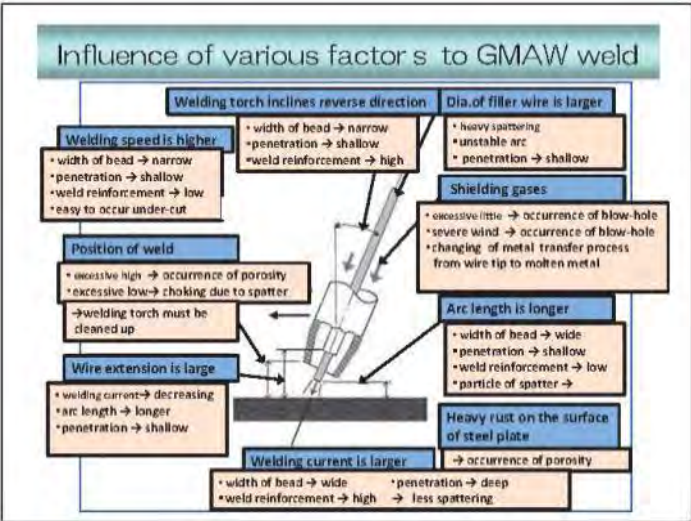 Influence of various factor s to GMAW weld
Welding torch inclines reverse direction
• width of bead → narrow
• penetration → shallow
• weld reinforcement → high
Dia.of filler wire is larger
• heavy spattering
• unstable arc
• penetration → shallow
Welding speed is higher
• width of bead → narrow
• penetration → shallow
• weld reinforcement → low
• easy to occur under-cut
Shielding gases
• excessive little → occurrence of blow-hole
• severe wind → occurrence of blow-hole
• changing of metal transfer process
from wire tip to molten metal
Position of weld
• excessive high → occurrence of porosity
• excessive low→ choking due to spatter
→welding torch must be
cleaned up
Arc length is longer
• width of bead → wide
• penetration → shallow
• weld reinforcement → low
• particle of spatter →
Wire extension is large
• welding current→ decreasing
• arc length → longer
• penetration → shallow
Heavy rust on the surface
of steel plate
→ occurrence of porosity
Welding current is larger
• width of bead → wide • penetration → deep
• weld reinforcement → high → less spattering